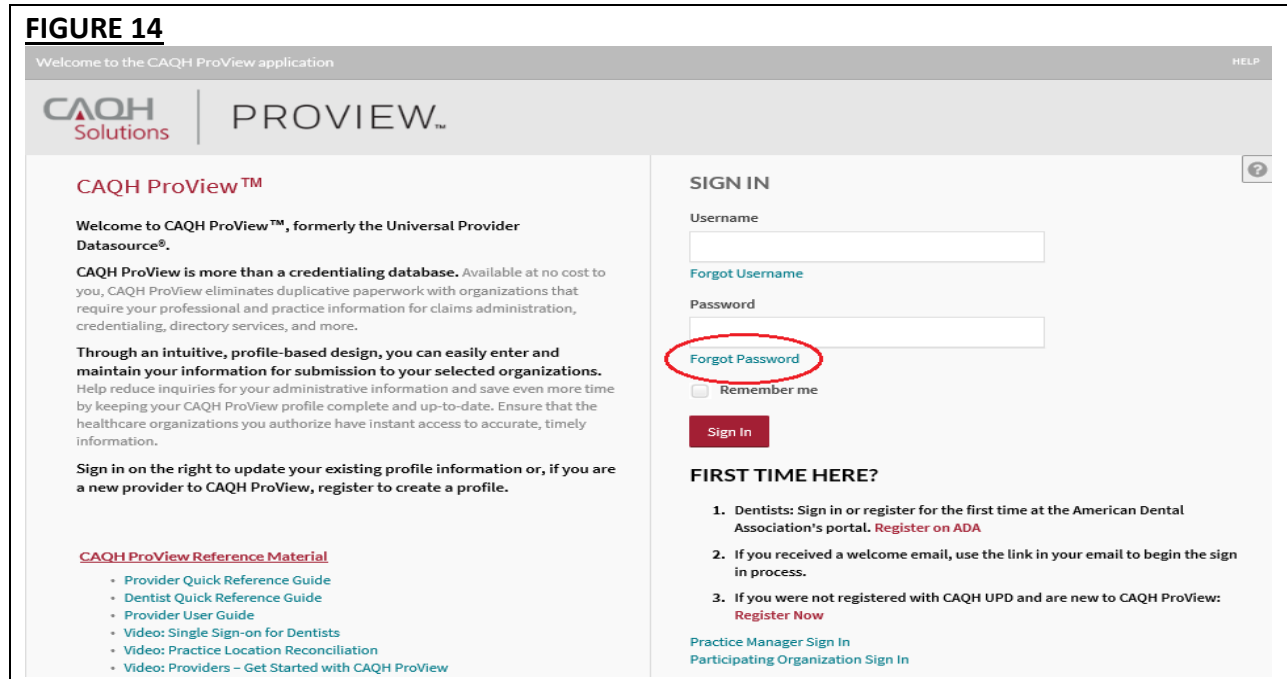 FIGURE 14
Welcome to the CAQH ProView application
HELP
CAQH
Solutions
PROVIEW™
CAQH ProView™
Welcome to CAQH ProView™, formerly the Universal Provider
Datasource®.
CAQH ProView is more than a credentialing database. Available at no cost to
you, CAQH ProView eliminates duplicative paperwork with organizations that
require your professional and practice information for claims administration,
credentialing, directory services, and more.
Through an intuitive, profile-based design, you can easily enter and
maintain your information for submission to your selected organizations.
Help reduce inquiries for your administrative information and save even more time
by keeping your CAQH ProView profile complete and up-to-date. Ensure that the
healthcare organizations you authorize have instant access to accurate, timely
information.
Sign in on the right to update your existing profile information or, if you are
a new provider to CAQH ProView, register to create a profile.
CAQH ProView Reference Material
• Provider Quick Reference Guide
• Dentist Quick Reference Guide
• Provider User Guide
• Video: Single Sign-on for Dentists
• Video: Practice Location Reconciliation
• Video: Providers – Get Started with CAQH ProView
?
SIGN IN
Username
Forgot Username
Password
Forgot Password
Remember me
Sign In
FIRST TIME HERE?
1. Dentists: Sign in or register for the first time at the American Dental
Association's portal. Register on ADA
2. If you received a welcome email, use the link in your email to begin the sign
in process.
3. If you were not registered with CAQH UPD and are new to CAQH ProView:
Register Now
Practice Manager Sign In
Participating Organization Sign In